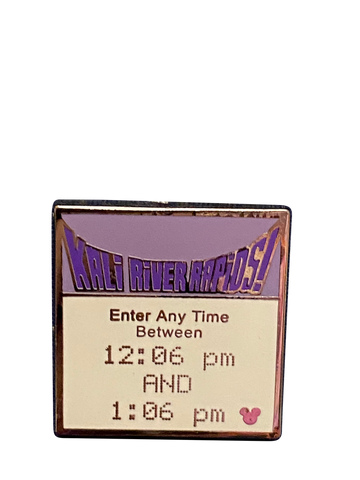 KALI RIVER RAPIDS!
Enter Any Time
Between
12:06 pm
AND
1:06 pm